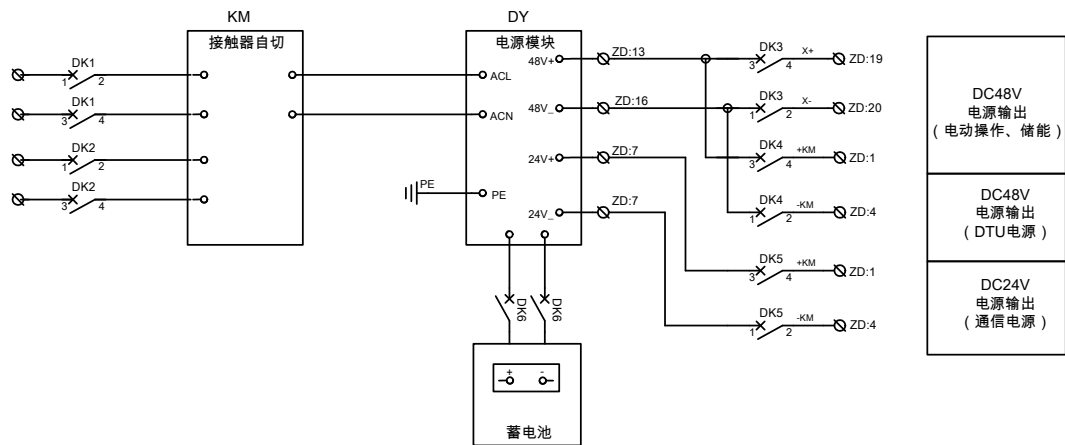 KM
接触器自切
DK1
1
2
DK1
3
4
DK2
1
2
DK2
3
4
DY
电源模块
ACL
ACN
PE
PE
48V+
48V_
24V+
24V_
ZD:13
ZD:16
ZD:7
ZD:7
DK3
3
4
X+
ZD:19
DK3
1
2
X-
ZD:20
DK4
3
4
+KM
ZD:1
DK4
1
2
-KM
ZD:4
DK5
3
4
+KM
ZD:1
DK5
1
2
-KM
ZD:4
DK6
DK6
+ -
蓄电池
DC48V
电源输出
（电动操作、储能）
DC48V
电源输出
（DTU电源）
DC24V
电源输出
（通信电源）